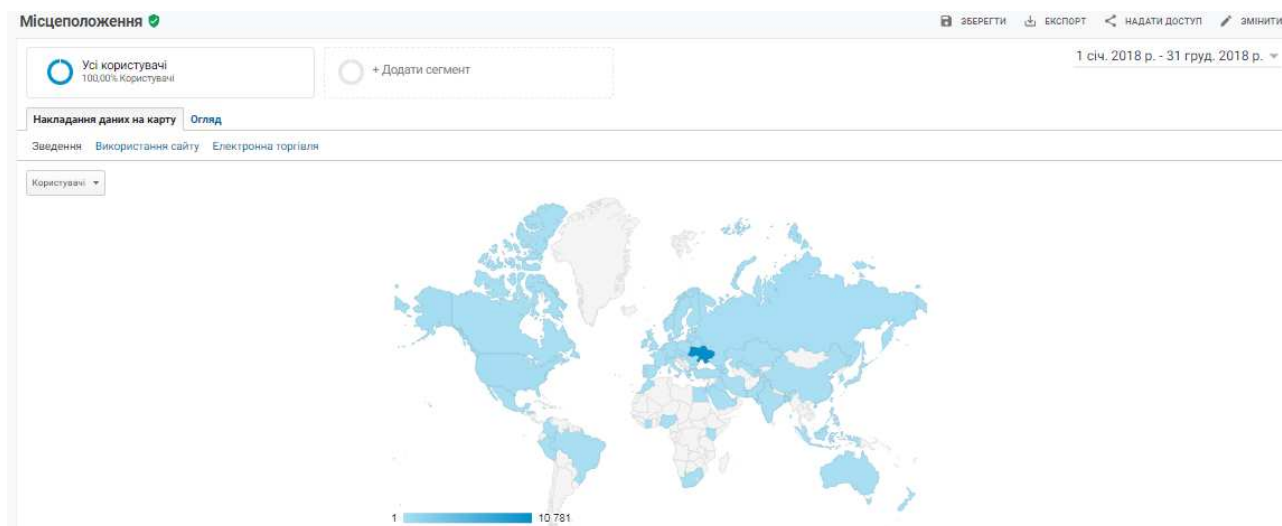 Місцеположення
ЗБЕРЕГТИ ЕКСПОРТ НАДАТИ ДОСТУП ЗМІНИТИ
Усі користувачі
100,00% Користувачі
+ Додати сегмент
1 січ. 2018 р. - 31 груд. 2018 р.
Накладання даних на карту Огляд
Зведення Використання сайту Електронна торгівля
Користувачі
1 10 781